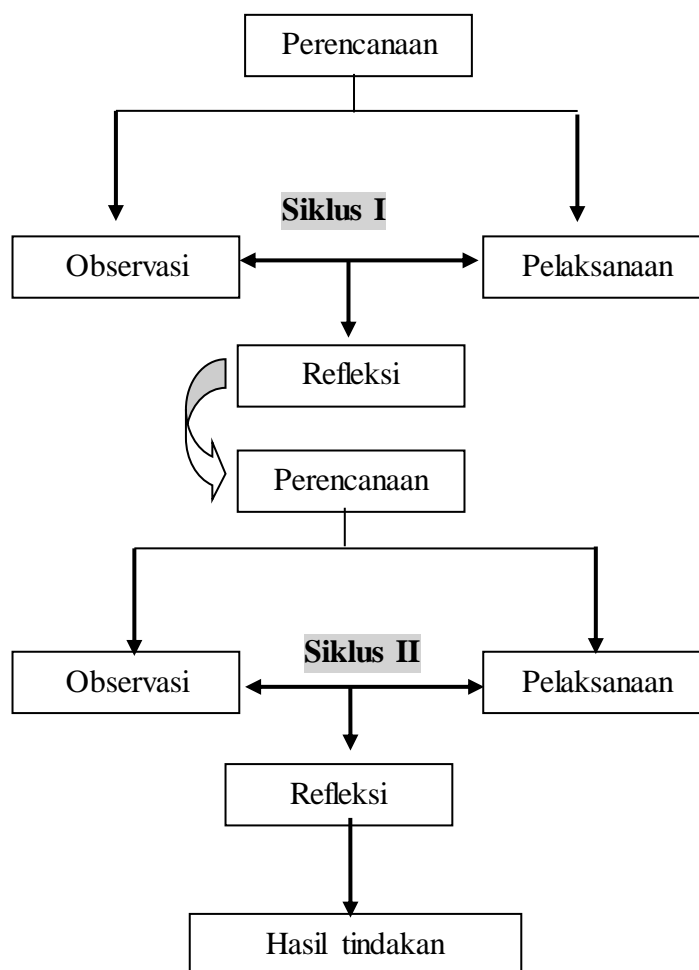 Perencanaan
Siklus I
Observasi
Pelaksanaan
Refleksi
Perencanaan
Siklus II
Observasi
Pelaksanaan
Refleksi
Hasil tindakan